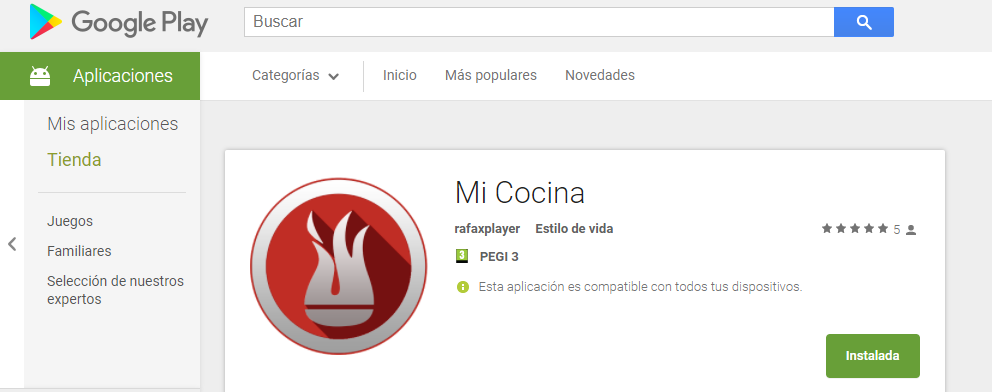 Google Play
Buscar
Aplicaciones
Categorías Inicio Más populares Novedades
Mis aplicaciones
Tienda
Juegos
Familiares
Selección de nuestros
expertos
Mi Cocina
rafaxplayer Estilo de vida
5
3 PEGI 3
Esta aplicación es compatible con todos tus dispositivos.
Instalada